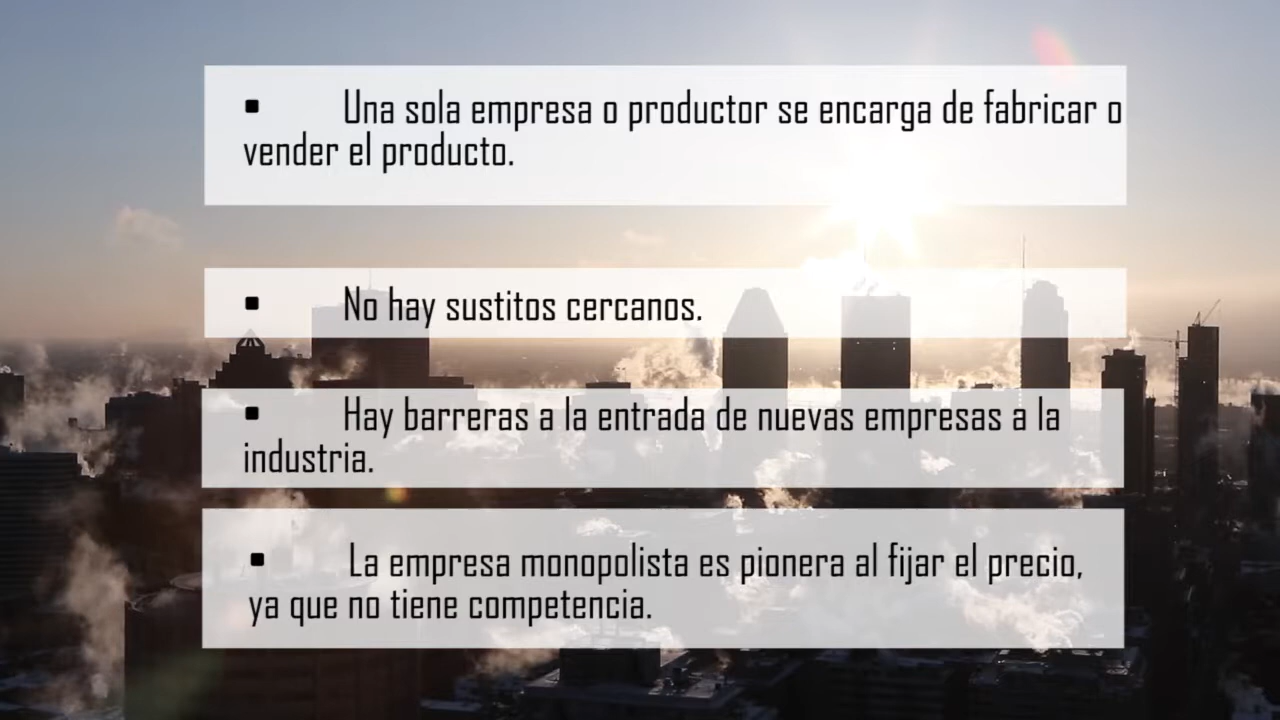 ▪ Una sola empresa o productor se encarga de fabricar o
vender el producto.
▪ No hay sustitos cercanos.
▪ Hay barreras a la entrada de nuevas empresas a la
industria.
▪ La empresa monopolista es pionera al fijar el precio,
ya que no tiene competencia.